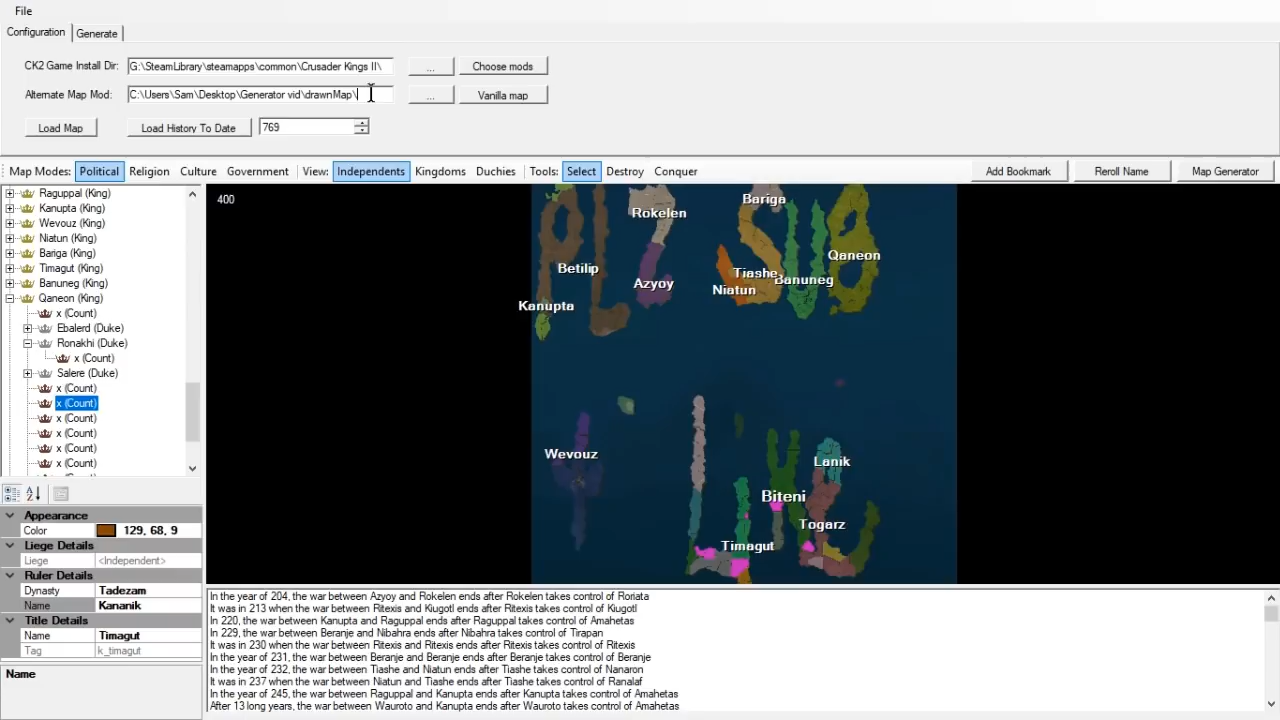 File
Configuration Generate
CK2 Game Install Dir: G:\SteamLibrary\steamapps\common\Crusader Kings II\ ... Choose mods
Alternate Map Mod: C:\Users\Sam\Desktop\Generator vid\drawnMap\ ... Vanilla map
Load Map Load History To Date 769
Map Modes: Political Religion Culture Government View: Independents Kingdoms Duchies Tools: Select Destroy Conquer Add Bookmark Reroll Name Map Generator
Raguppal (King)
Kanupta (King)
Wevouz (King)
Niatun (King)
Bariga (King)
Timagut (King)
Banuneg (King)
Qaneon (King)
x (Count)
Ebalerd (Duke)
Ronakhi (Duke)
x (Count)
Salere (Duke)
x (Count)
x (Count)
x (Count)
x (Count)
x (Count)
x (Count)
400
Bariga
Rokelen
Qaneon
Betilip
Tiashe
Banuneg
Azyoy
Niatun
Kanupta
Wevouz
Lanik
Biteni
Togarz
Timagut
Appearance
Color 129, 68, 9
Liege Details
Liege <Independent>
Ruler Details
Dynasty Tadezam
Name Kananik
Title Details
Name Timagut
Tag k_timagut
Name
In the year of 204, the war between Azyoy and Rokelen ends after Rokelen takes control of Roriata
It was in 213 when the war between Ritexis and Kiugotl ends after Ritexis takes control of Kiugotl
In 220, the war between Kanupta and Raguppal ends after Raguppal takes control of Amahetas
In 229, the war between Beranje and Nibahra ends after Nibahra takes control of Tirapan
It was in 230 when the war between Ritexis and Ritexis ends after Ritexis takes control of Ritexis
In the year of 231, the war between Beranje and Beranje ends after Beranje takes control of Beranje
In the year of 232, the war between Tiashe and Niatun ends after Tiashe takes control of Nanaron
It was in 237 when the war between Niatun and Tiashe ends after Tiashe takes control of Ranalaf
In the year of 245, the war between Raguppal and Kanupta ends after Kanupta takes control of Amahetas
After 13 long years, the war between Wauroto and Kanupta ends after Wauroto takes control of Amahetas